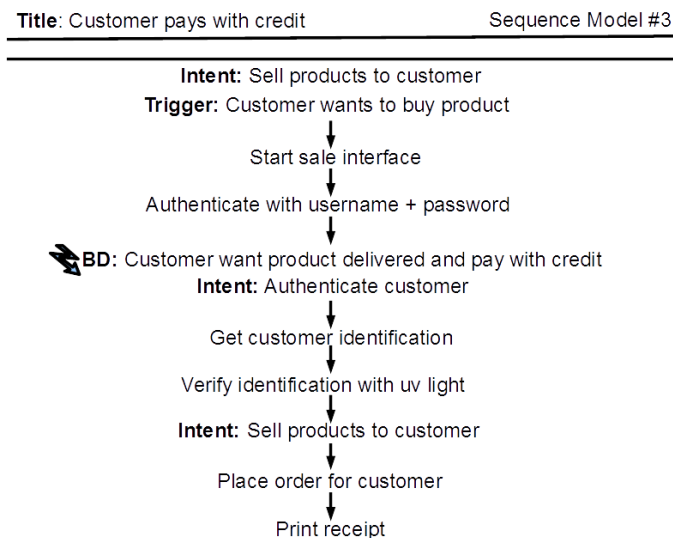 Title: Customer pays with credit Sequence Model #3
Intent: Sell products to customer
Trigger: Customer wants to buy product
Start sale interface
Authenticate with username + password
BD: Customer want product delivered and pay with credit
Intent: Authenticate customer
Get customer identification
Verify identification with uv light
Intent: Sell products to customer
Place order for customer
Print receipt